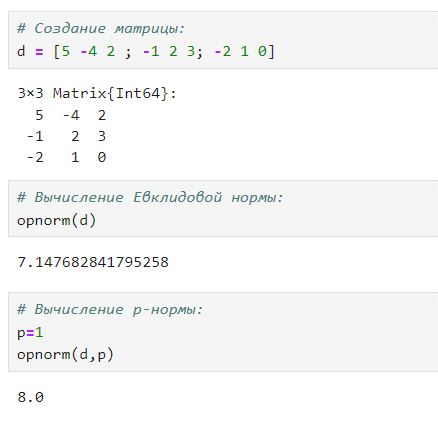 # Создание матрицы:
d = [5 -4 2 ; -1 2 3; -2 1 0]
3×3 Matrix{Int64}:
5 -4 2
-1 2 3
-2 1 0
# Вычисление Евклидовой нормы:
opnorm(d)
7.147682841795258
# Вычисление p-нормы:
p=1
opnorm(d,p)
8.0